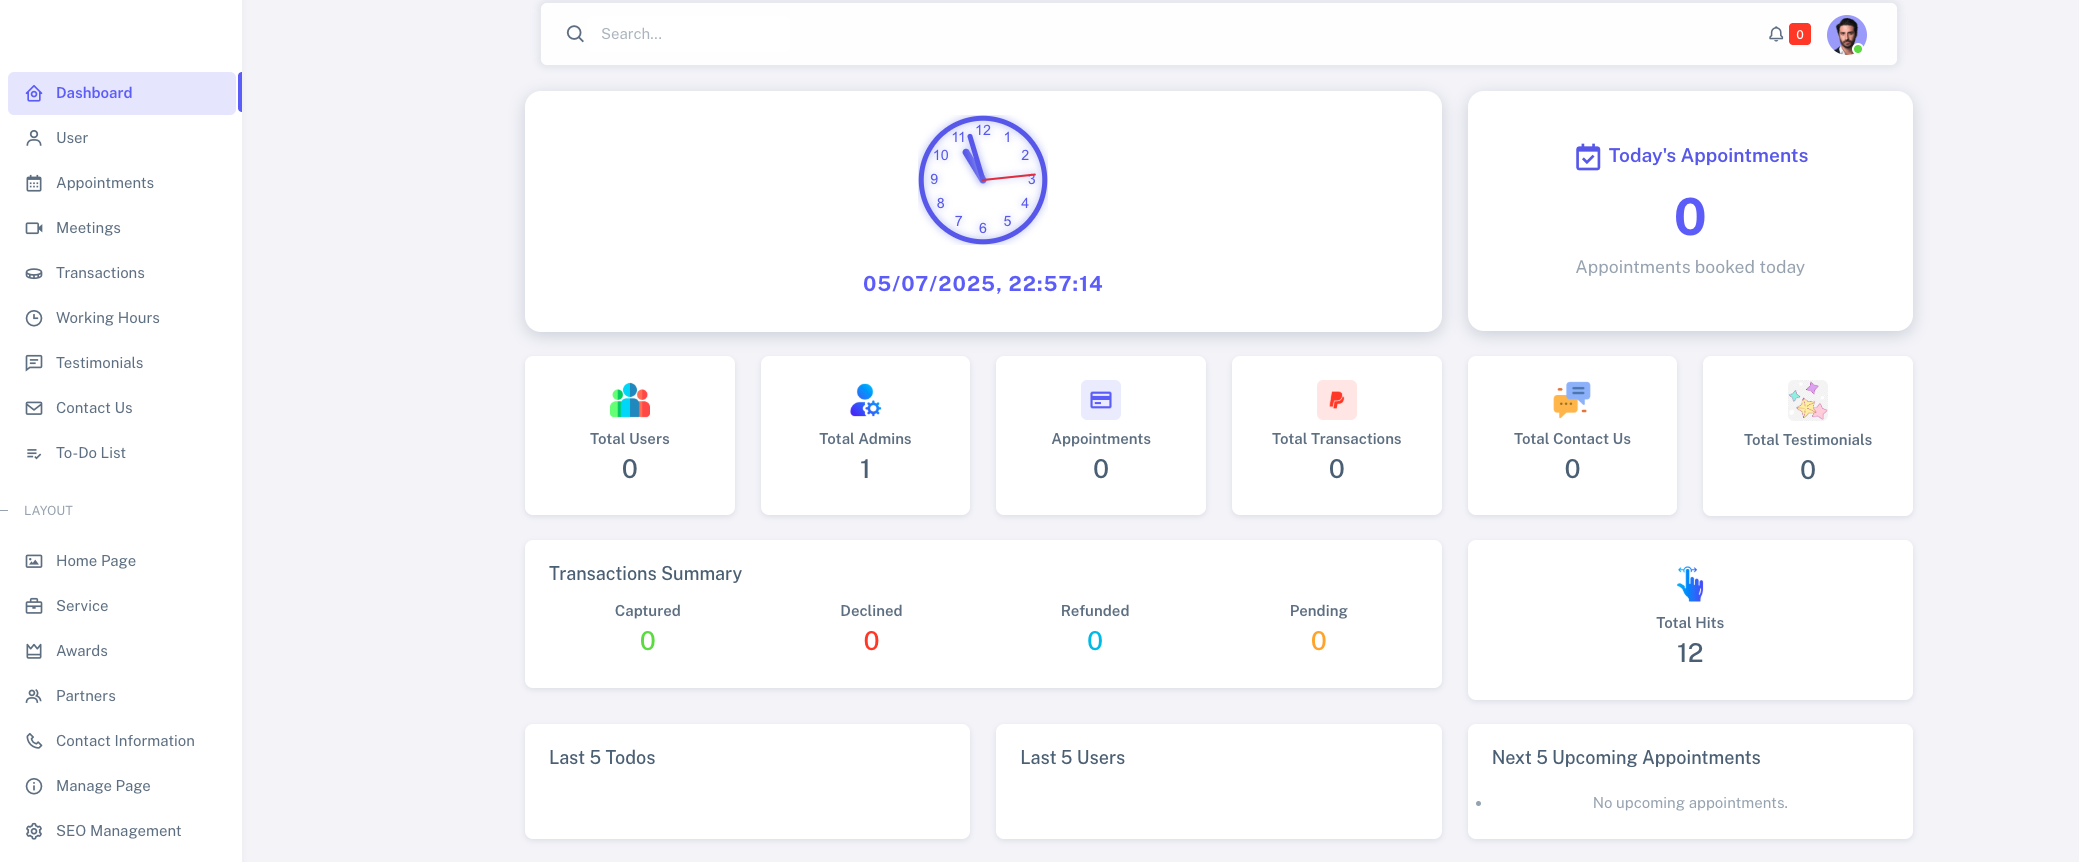 Search...
0
Dashboard
User
Appointments
Meetings
Transactions
Working Hours
Testimonials
Contact Us
To-Do List
LAYOUT
Home Page
Service
Awards
Partners
Contact Information
Manage Page
SEO Management
12
1
2
3
4
5
6
7
8
9
10
11
05/07/2025, 22:57:14
Today's Appointments
0
Appointments booked today
Total Users
0
Total Admins
1
Appointments
0
Total Transactions
0
Total Contact Us
0
Total Testimonials
0
Transactions Summary
Captured
0
Declined
0
Refunded
0
Pending
0
Total Hits
12
Last 5 Todos
Last 5 Users
Next 5 Upcoming Appointments
No upcoming appointments.